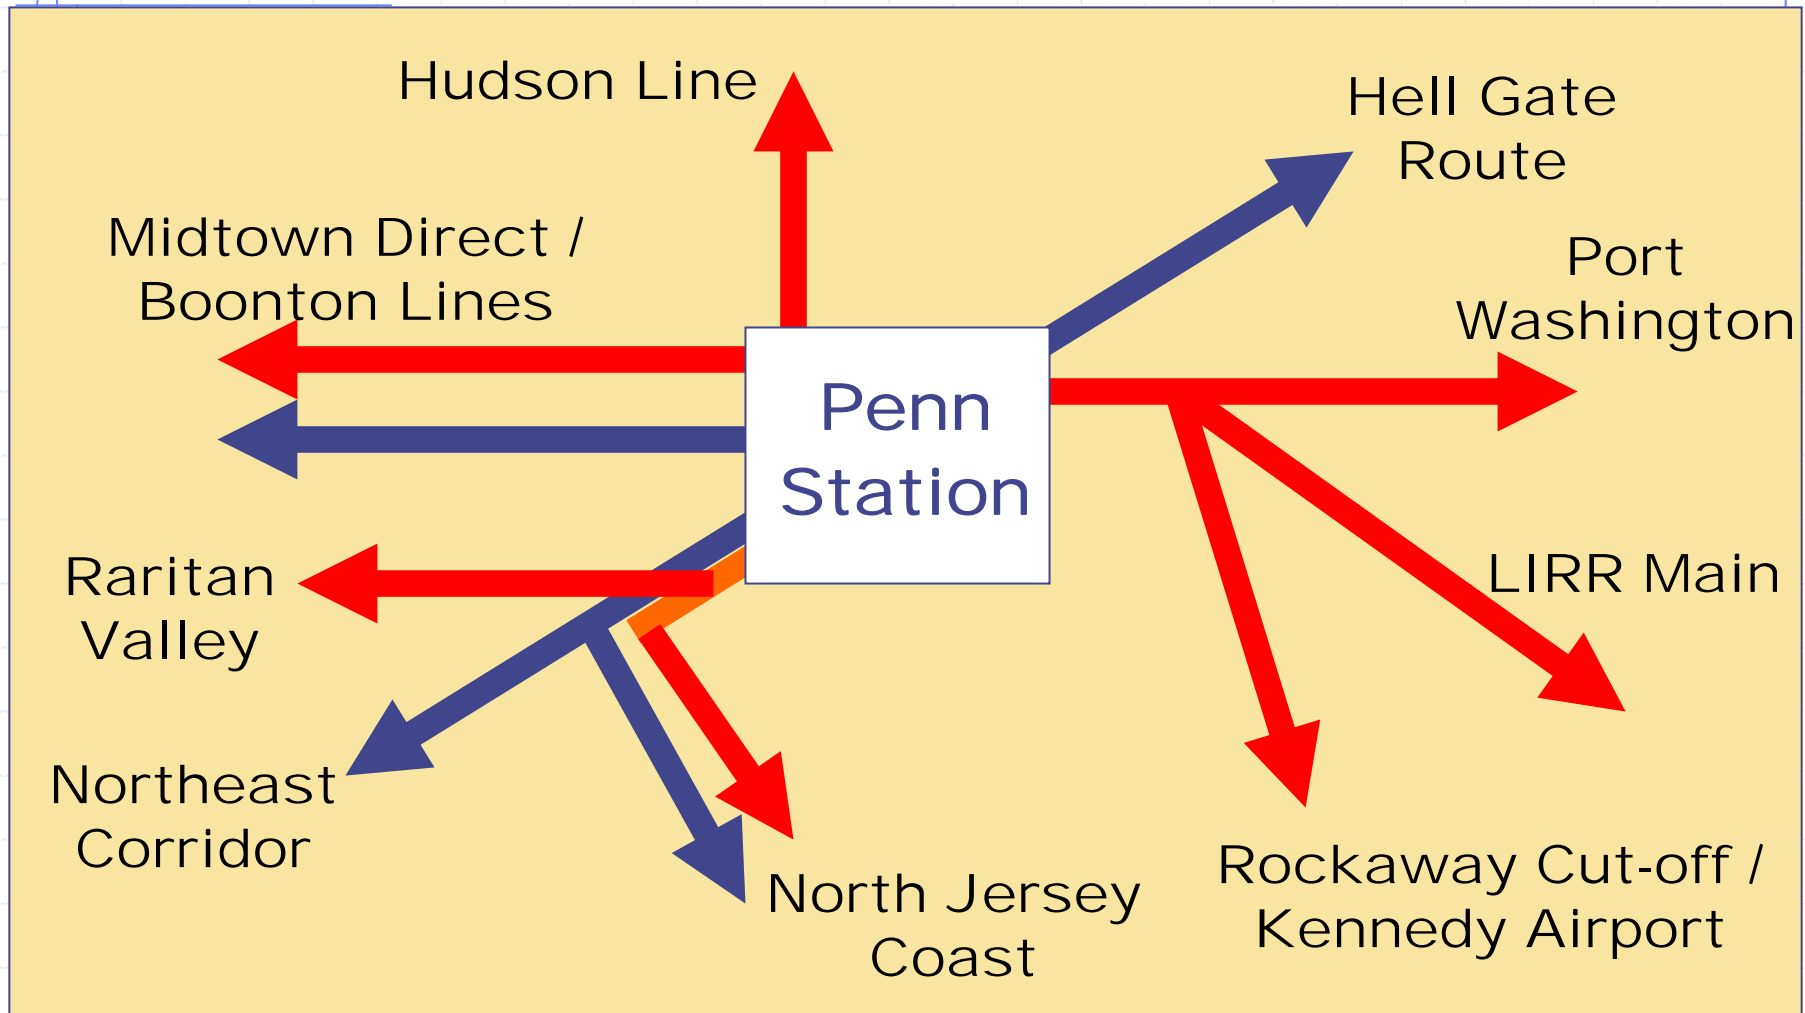 Hudson Line
Hell Gate
Route
Midtown Direct /
Boonton Lines
Port
Washington
Penn
Station
Raritan
Valley
LIRR Main
Northeast
Corridor
North Jersey
Coast
Rockaway Cut-off /
Kennedy Airport